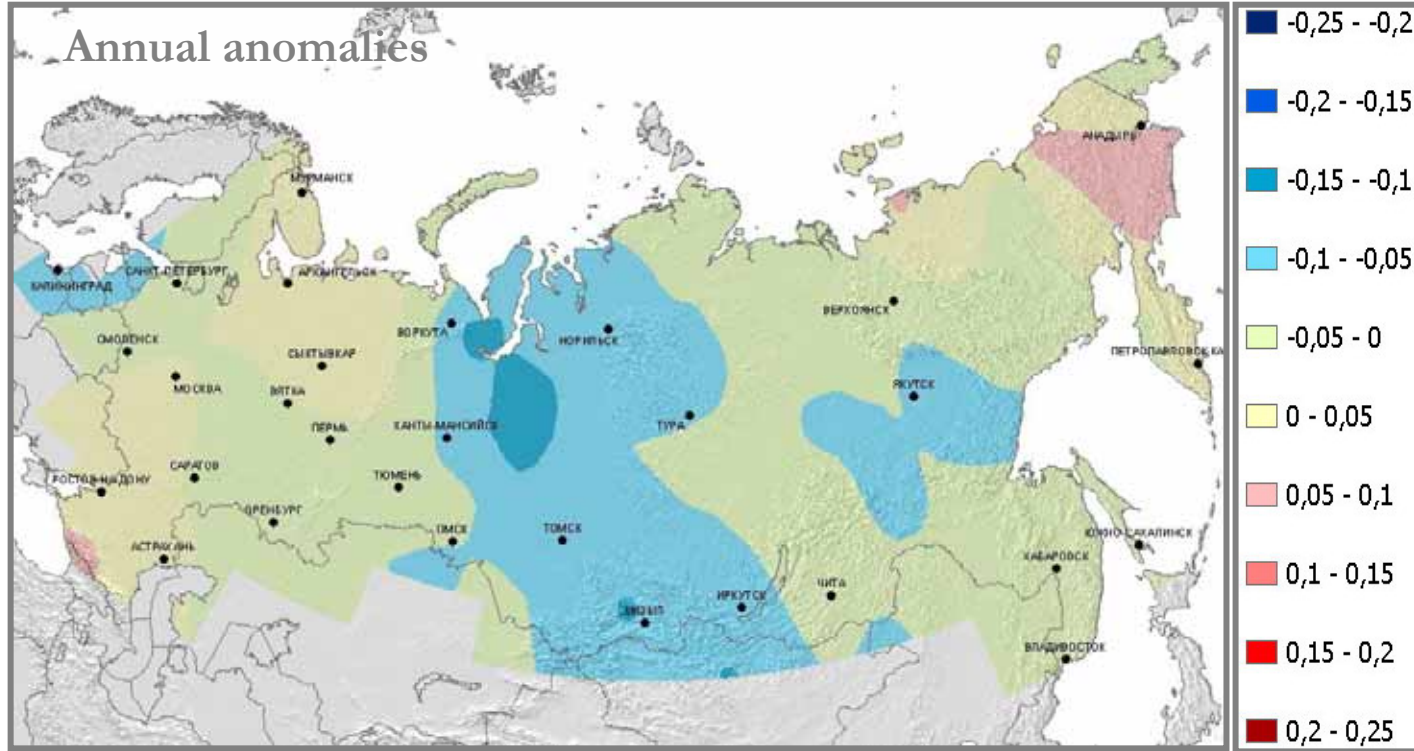 Annual anomalies
АНАДЫРЬ
МУРМАНСК
САНКТ-ПЕТЕРБУРГ
АРХАНГЕЛЬСК
КАЛИНИНГРАД
ВЕРХОЯНСК
ВОРКУТА
НОРИЛЬСК
СМОЛЕНСК
СЫКТЫВКАР
ПЕТРОПАВЛОВСК КА
МОСКВА
ЯКУТСК
ВЯТКА
ПЕРМЬ
ХАНТЫ-МАНСИЙСК
ТУРА
САРАТОВ
РОСТОВ-НА-ДОНУ
ТЮМЕНЬ
ОРЕНБУРГ
ОМСК
ТОМСК
ЮЖНО-САХАЛИНСК
АСТРАХАНЬ
ХАБАРОВСК
ЧИТА
ИРКУТСК
КЫЗЫЛ
ВЛАДИВОСТОК
-0,25 - -0,2
-0,2 - -0,15
-0,15 - -0,1
-0,1 - -0,05
-0,05 - 0
0 - 0,05
0,05 - 0,1
0,1 - 0,15
0,15 - 0,2
0,2 - 0,25